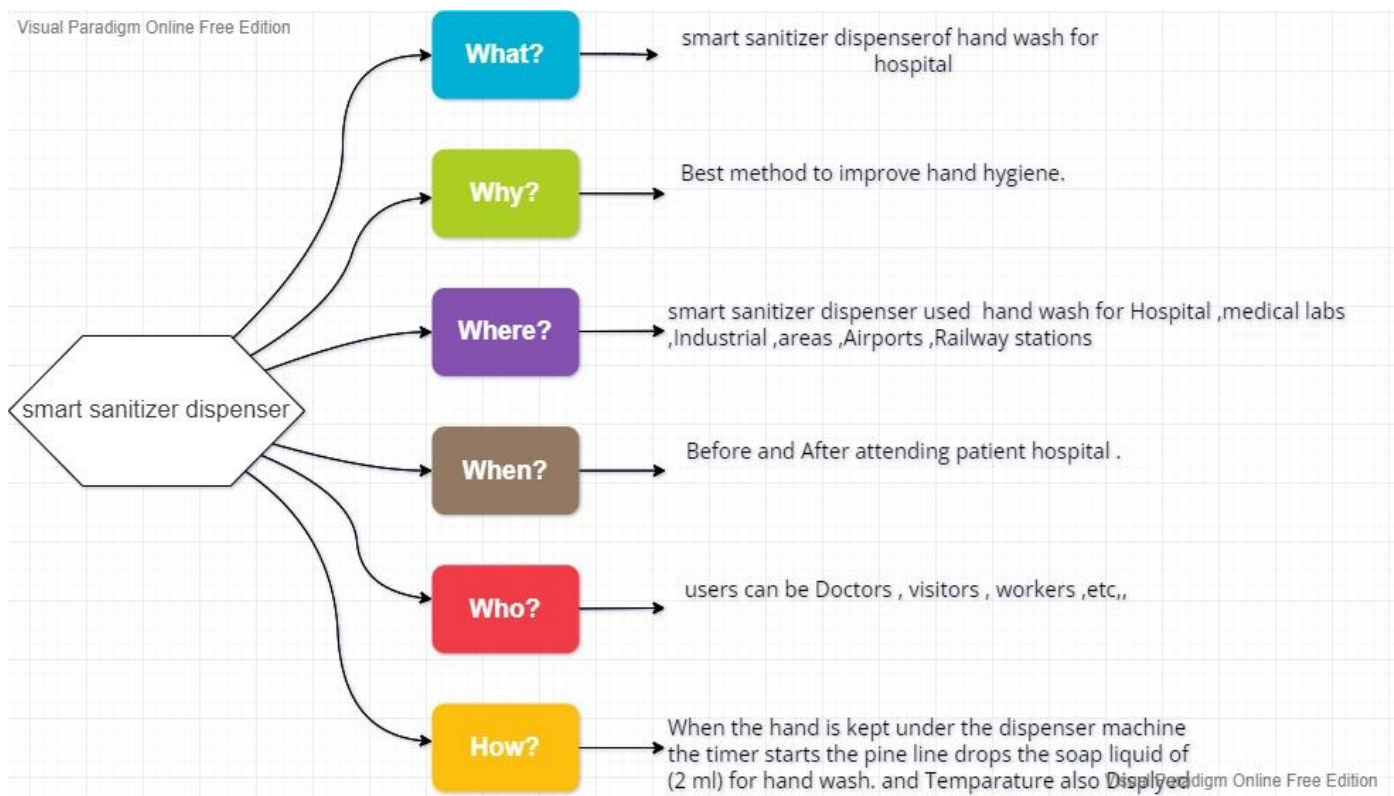 Visual Paradigm Online Free Edition
What?
smart sanitizer dispenserof hand wash for
hospital
Why?
Best method to improve hand hygiene.
Where?
smart sanitizer dispenser used hand wash for Hospital ,medical labs
,Industrial ,areas ,Airports ,Railway stations
smart sanitizer dispenser
When?
Before and After attending patient hospital .
Who?
users can be Doctors , visitors , workers ,etc,,
How?
When the hand is kept under the dispenser machine
the timer starts the pine line drops the soap liquid of
(2 ml) for hand wash. and Temparature also Displyed
Visual Paradigm Online Free Edition